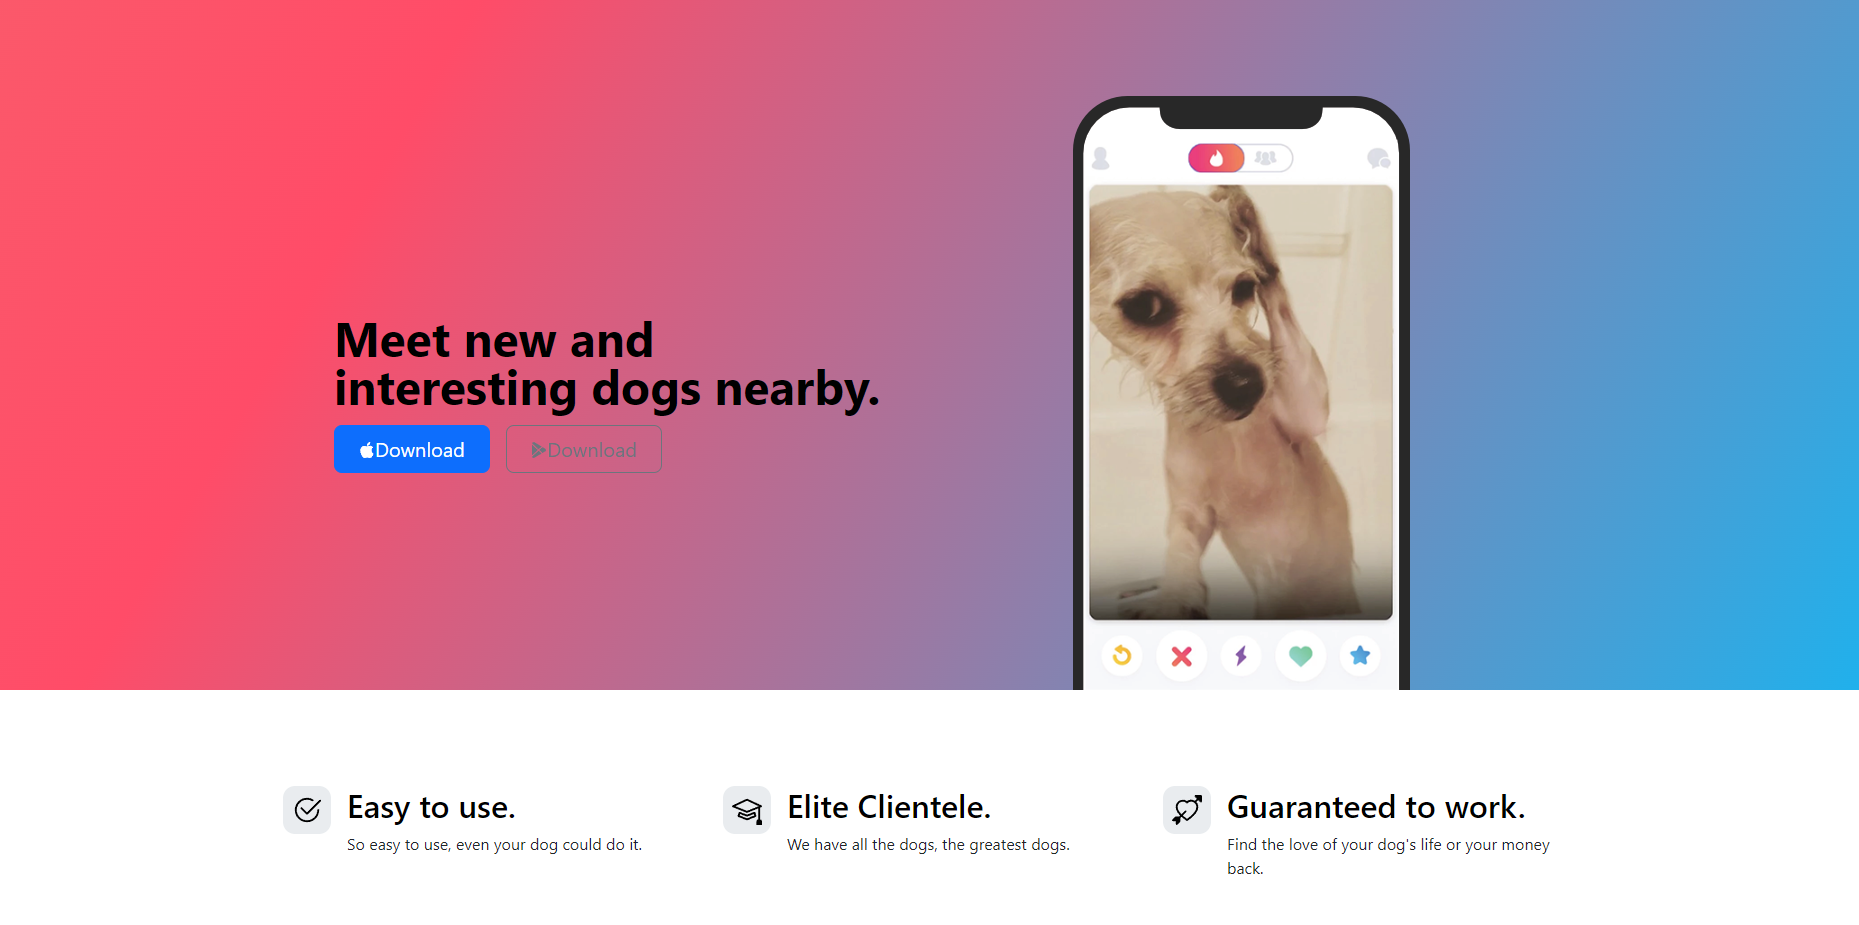 Meet new and
interesting dogs nearby.
Download
Download
Easy to use.
So easy to use, even your dog could do it.
Elite Clientele.
We have all the dogs, the greatest dogs.
Guaranteed to work.
Find the love of your dog's life or your money
back.